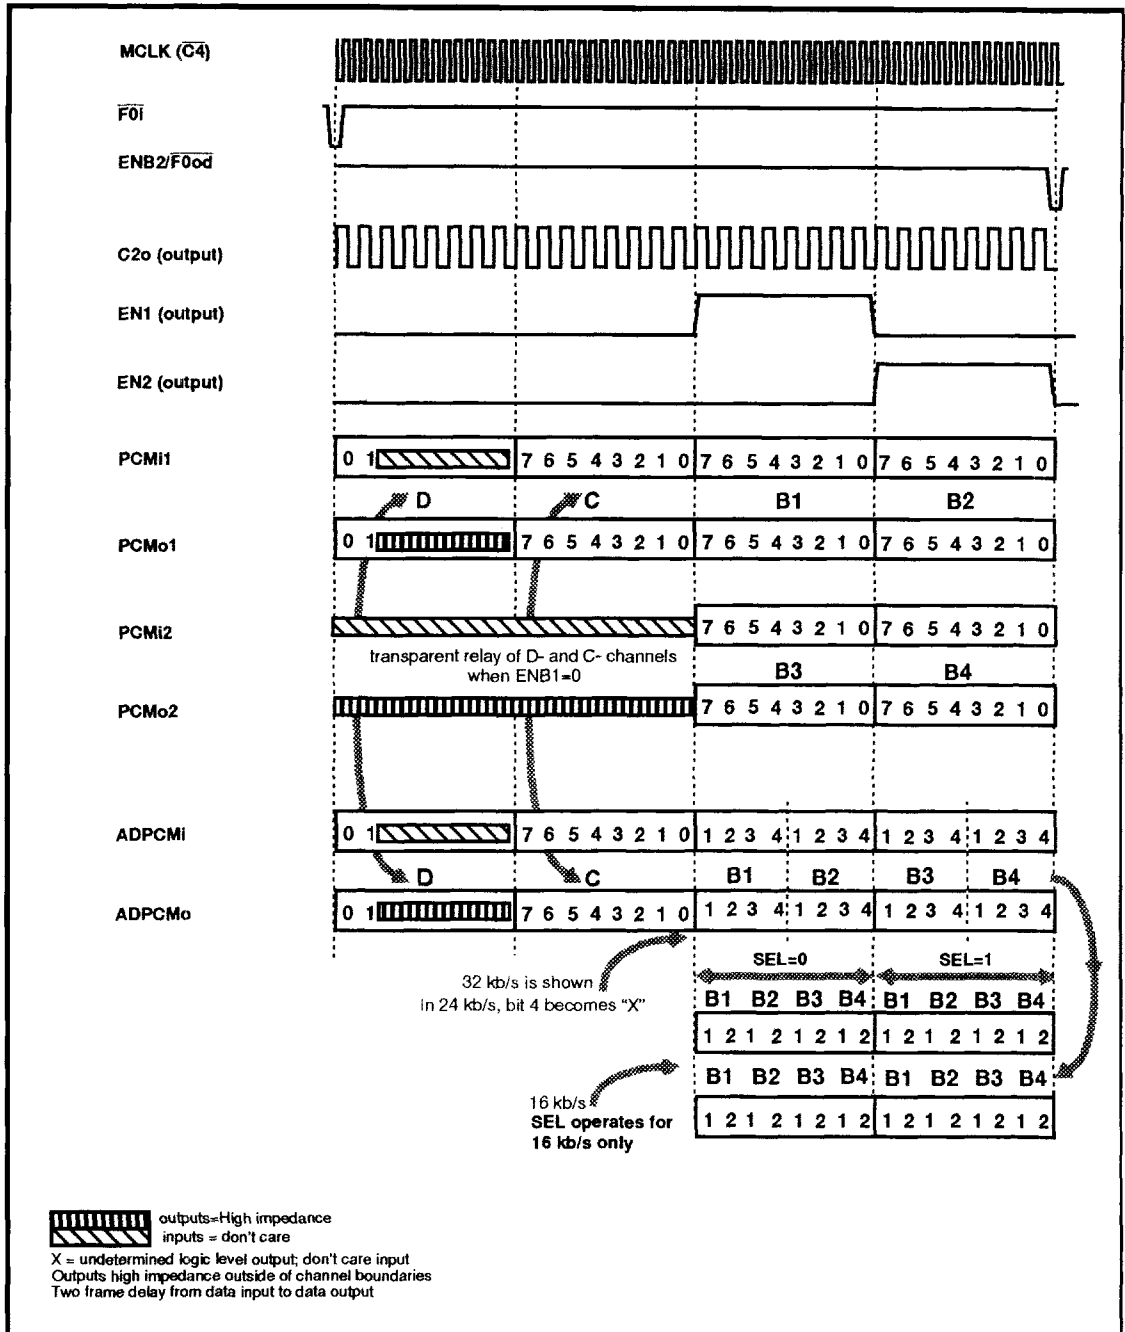 MCLK (C4)
F0i
ENB2/F0od
C2o (output)
EN1 (output)
EN2 (output)
PCMi1 0 1 7 6 5 4 3 2 1 0 7 6 5 4 3 2 1 0 7 6 5 4 3 2 1 0
D C B1 B2
PCMo1 0 1 7 6 5 4 3 2 1 0 7 6 5 4 3 2 1 0 7 6 5 4 3 2 1 0
PCMi2 7 6 5 4 3 2 1 0 7 6 5 4 3 2 1 0
transparent relay of D- and C- channels
when ENB1=0
B3 B4
PCMo2 7 6 5 4 3 2 1 0 7 6 5 4 3 2 1 0
ADPCMi 0 1 7 6 5 4 3 2 1 0 1 2 3 4 1 2 3 4 1 2 3 4 1 2 3 4
D C B1 B2 B3 B4
ADPCMo 0 1 7 6 5 4 3 2 1 0 1 2 3 4 1 2 3 4 1 2 3 4 1 2 3 4
SEL=0 SEL=1
32 kb/s is shown
in 24 kb/s, bit 4 becomes "X"
B1 B2 B3 B4 B1 B2 B3 B4
1 2 1 2 1 2 1 2 1 2 1 2 1 2 1 2
B1 B2 B3 B4 B1 B2 B3 B4
1 2 1 2 1 2 1 2 1 2 1 2 1 2 1 2
16 kb/s
SEL operates for
16 kb/s only
outputs=High impedance
inputs = don't care
X = undetermined logic level output; don't care input
Outputs high impedance outside of channel boundaries
Two frame delay from data input to data output